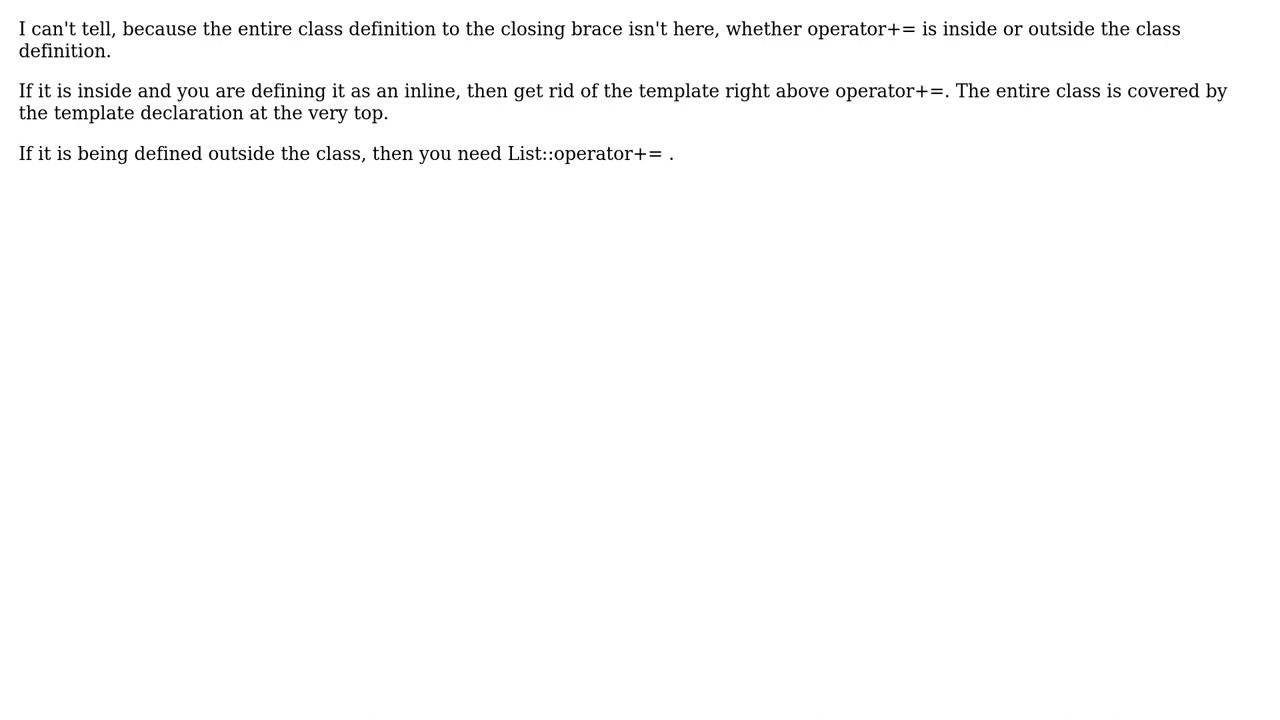 I can't tell, because the entire class definition to the closing brace isn't here, whether operator+= is inside or outside the class
definition.
If it is inside and you are defining it as an inline, then get rid of the template right above operator+=. The entire class is covered by
the template declaration at the very top.
If it is being defined outside the class, then you need List::operator+= .